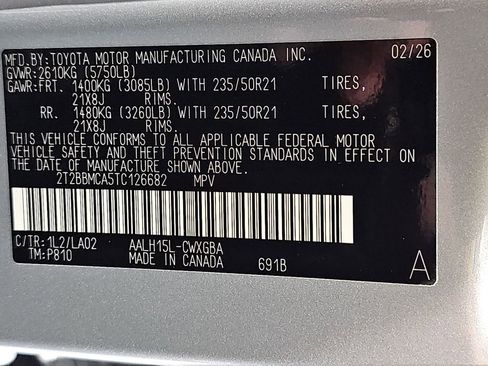 MFD.BY:TOYOTA MOTOR MANUFACTURING CANADA INC. 02/26
GVWR:2610KG (5750LB)
GAWR:FRT. 1400KG (3085LB) WITH 235/50R21 TIRES,
21X8J RIMS.
RR. 1480KG (3260LB) WITH 235/50R21 TIRES,
21X8J RIMS.
THIS VEHICLE CONFORMS TO ALL APPLICABLE FEDERAL MOTOR
VEHICLE SAFETY AND THEFT PREVENTION STANDARDS IN EFFECT ON
THE DATE OF MANUFACTURE SHOWN ABOVE.
2T2BBMCA5TC126682 MPV
C/TR:1L2/LA02 AALH15L-CWXGBA
TM:P810 MADE IN CANADA 691B A